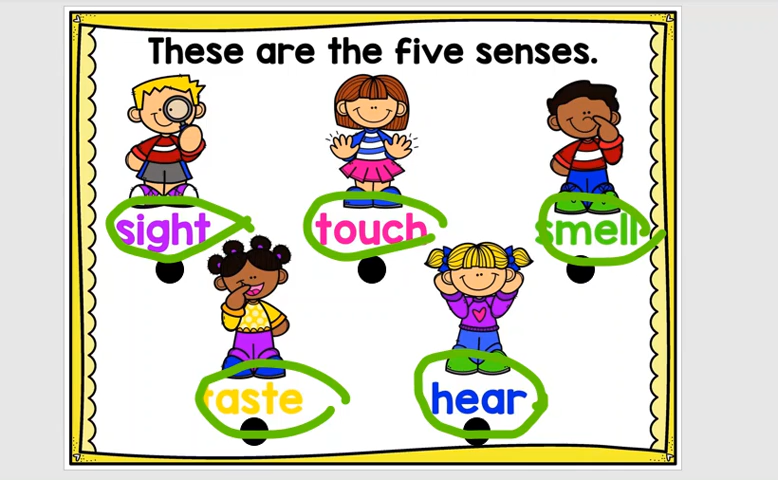 These are the five senses.
sight touch smell
taste hear